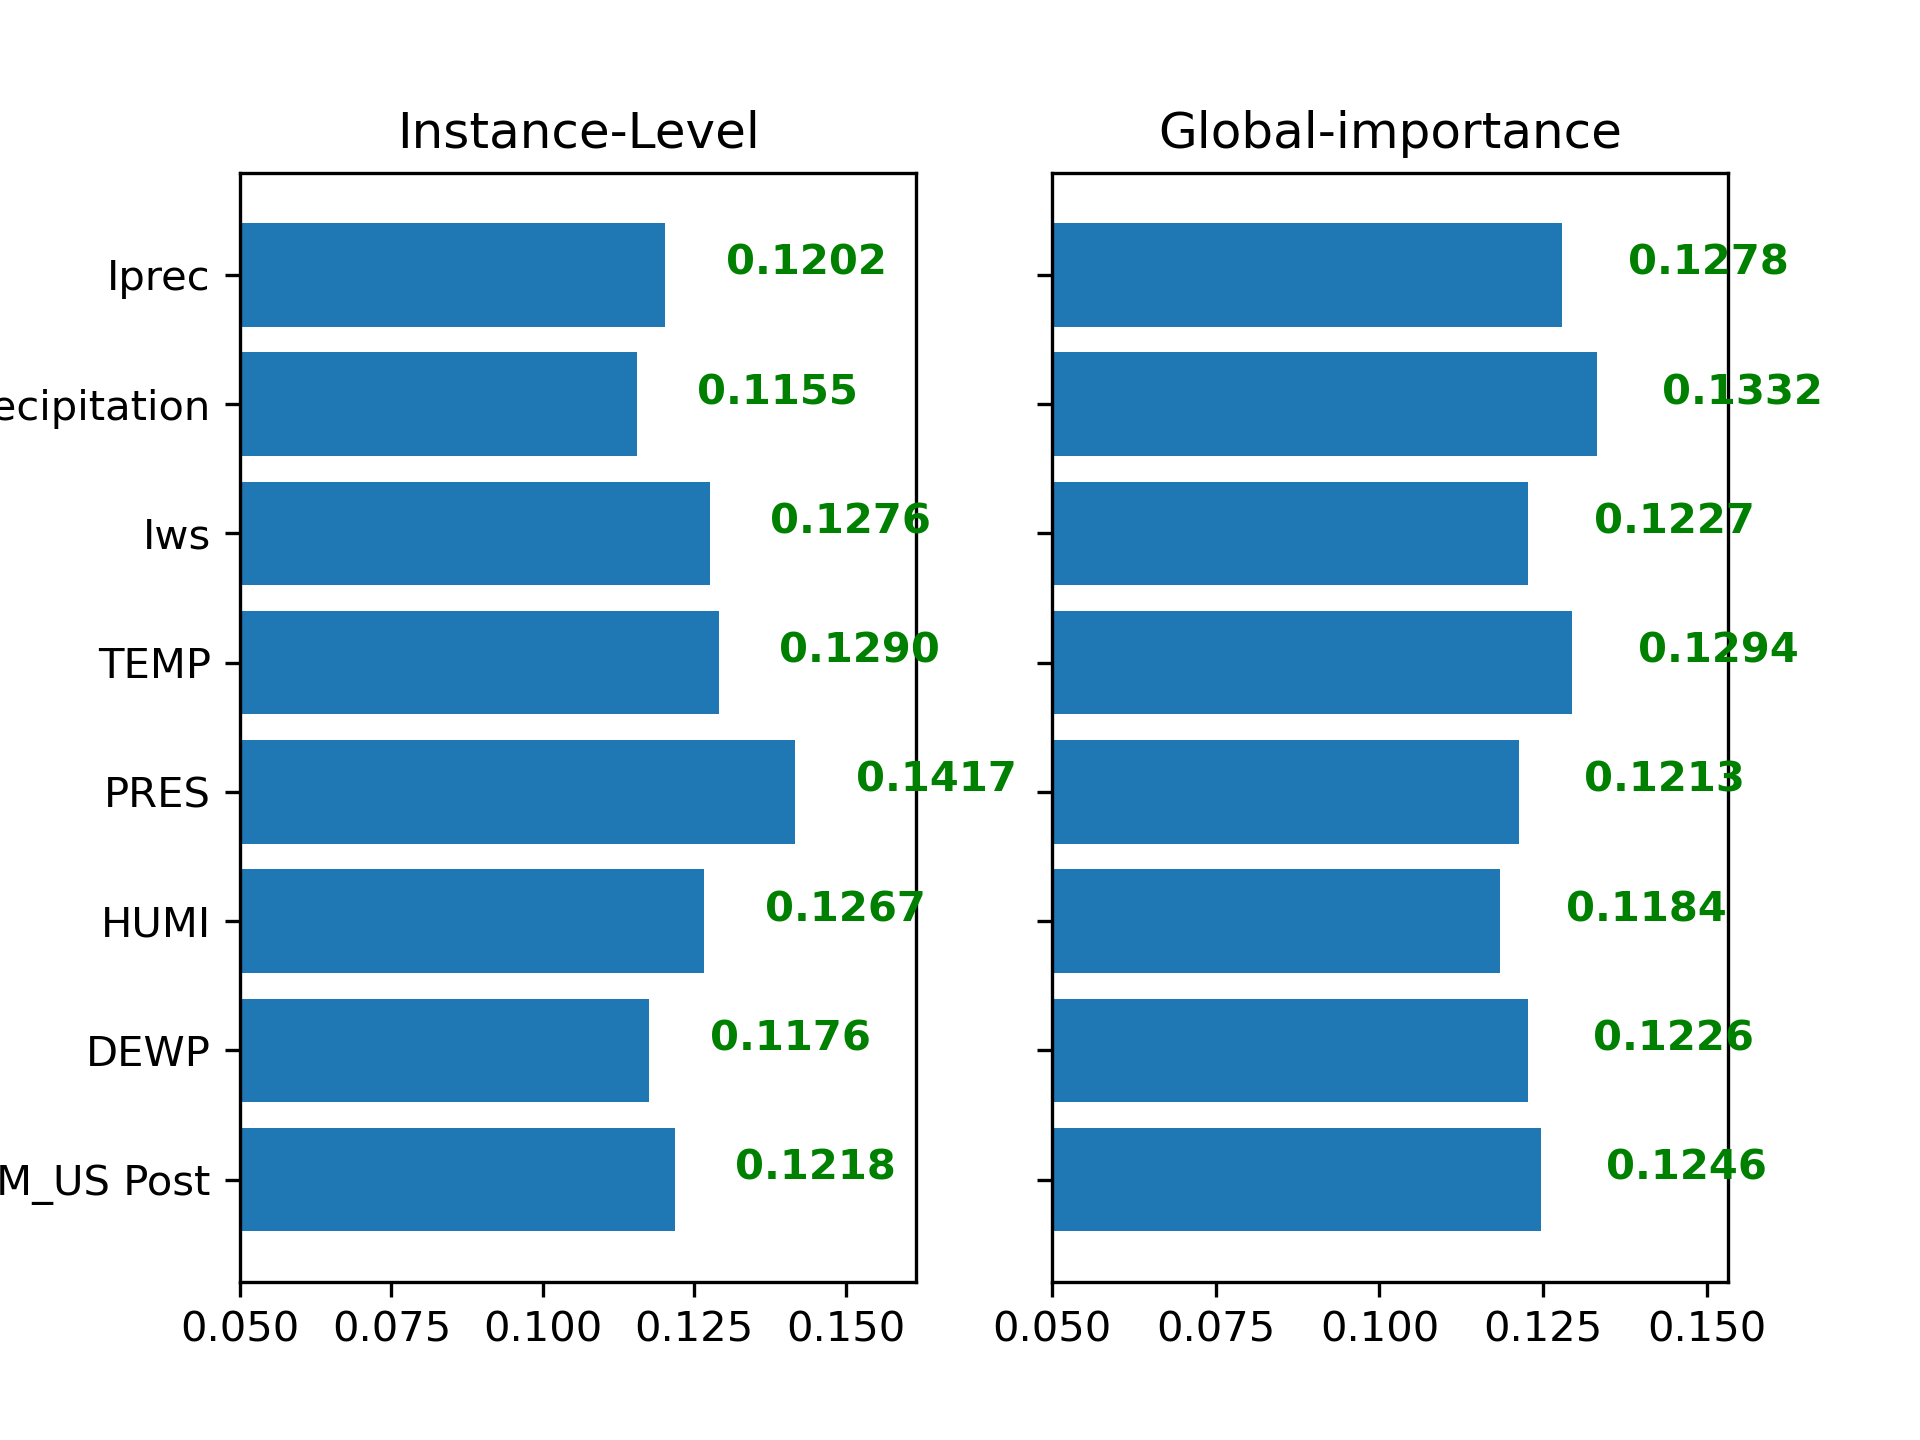 Instance-Level
Iprec
0.1202
ecipitation
0.1155
Iws
0.1276
TEMP
0.1290
PRES
0.1417
HUMI
0.1267
DEWP
0.1176
M_US Post
0.1218
0.050 0.075 0.100 0.125 0.150
Global-importance
0.1278
0.1332
0.1227
0.1294
0.1213
0.1184
0.1226
0.1246
0.050 0.075 0.100 0.125 0.150